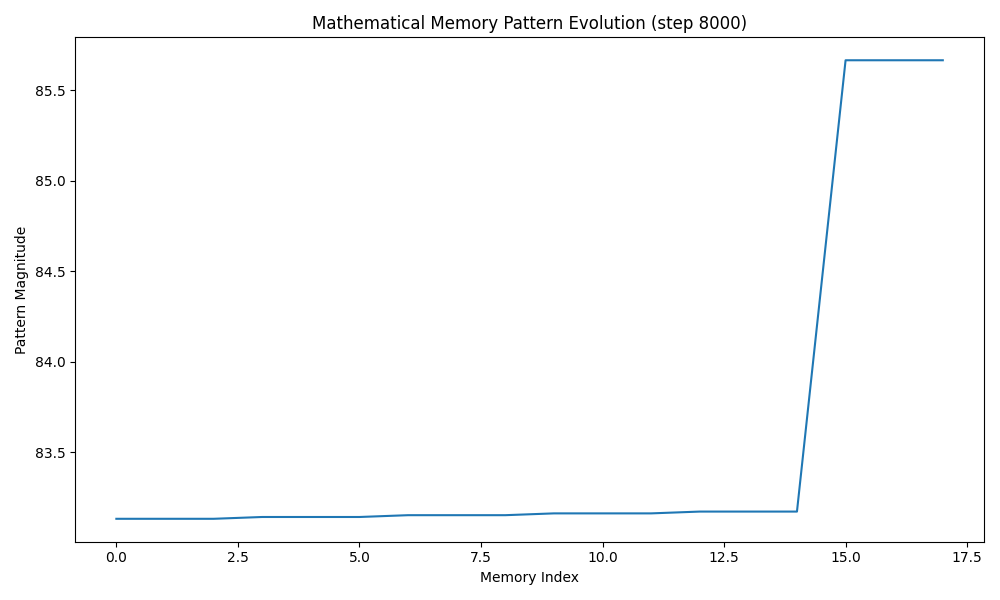 Mathematical Memory Pattern Evolution (step 8000)
85.5
85.0
84.5
84.0
83.5
Pattern Magnitude
0.0 2.5 5.0 7.5 10.0 12.5 15.0 17.5
Memory Index